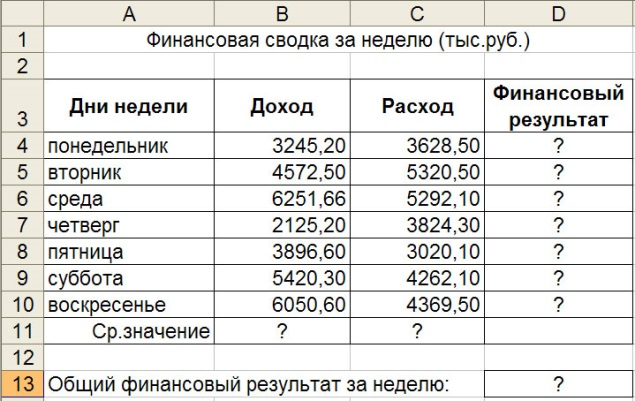 A B C D
1 Финансовая сводка за неделю (тыс.руб.)
2
3 Дни недели Доход Расход Финансовый результат
4 понедельник 3245,20 3628,50 ?
5 вторник 4572,50 5320,50 ?
6 среда 6251,66 5292,10 ?
7 четверг 2125,20 3824,30 ?
8 пятница 3896,60 3020,10 ?
9 суббота 5420,30 4262,10 ?
10 воскресенье 6050,60 4369,50 ?
11 Ср.значение ? ?
12
13 Общий финансовый результат за неделю: ?